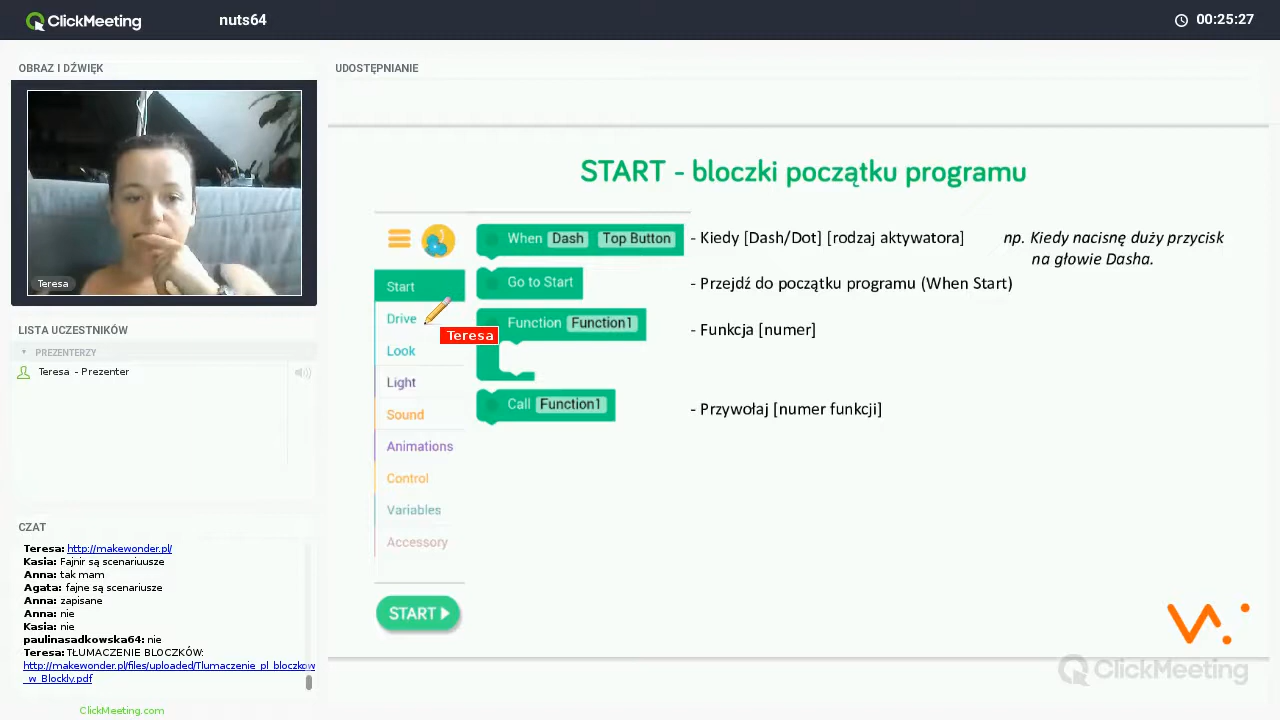 ClickMeeting
nuts64
00:25:27
OBRAZ I DŹWIĘK
UDOSTĘPNIANIE
Teresa
LISTA UCZESTNIKÓW
PREZENTERZY
Teresa - Prezenter
CZAT
Teresa: http://makewonder.pl/
Kasia: Fajnir są scenariuusze
Anna: tak mam
Agata: fajne są scenariusze
Anna: zapisane
Anna: nie
Kasia: nie
paulinasadkowska64: nie
Teresa: TŁUMACZENIE BLOCZKÓW:
http://makewonder.pl/files/uploaded/Tlumaczenie_pl_bloczkow
_w_Blockly.pdf
ClickMeeting.com
START - bloczki początku programu
When Dash Top Button
- Kiedy [Dash/Dot] [rodzaj aktywatora]
np. Kiedy nacisnę duży przycisk
na głowie Dasha.
Go to Start
- Przejdź do początku programu (When Start)
Function Function1
- Funkcja [numer]
Call Function1
- Przywołaj [numer funkcji]
Start
Drive
Teresa
Look
Light
Sound
Animations
Control
Variables
Accessory
START
ClickMeeting